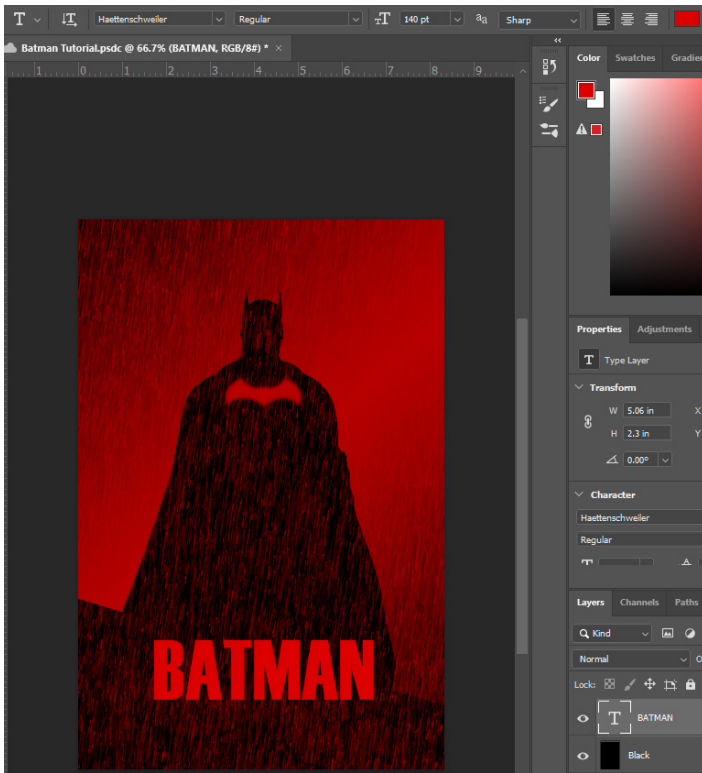 T Haettenschweiler Regular T 140 pt aa Sharp
Batman Tutorial.psdc @ 66.7% (BATMAN, RGB/8#) * ×
1 0 1 2 3 4 5 6 7 8 9
Color Swatches
BATMAN
Properties Adjustments
T Type Layer
Transform
W 5.06 in X
H 2.3 in Y
0.00°
Character
Haettenschweiler
Regular
Layers Channels Paths
Kind
Normal
Lock:
T BATMAN
Black